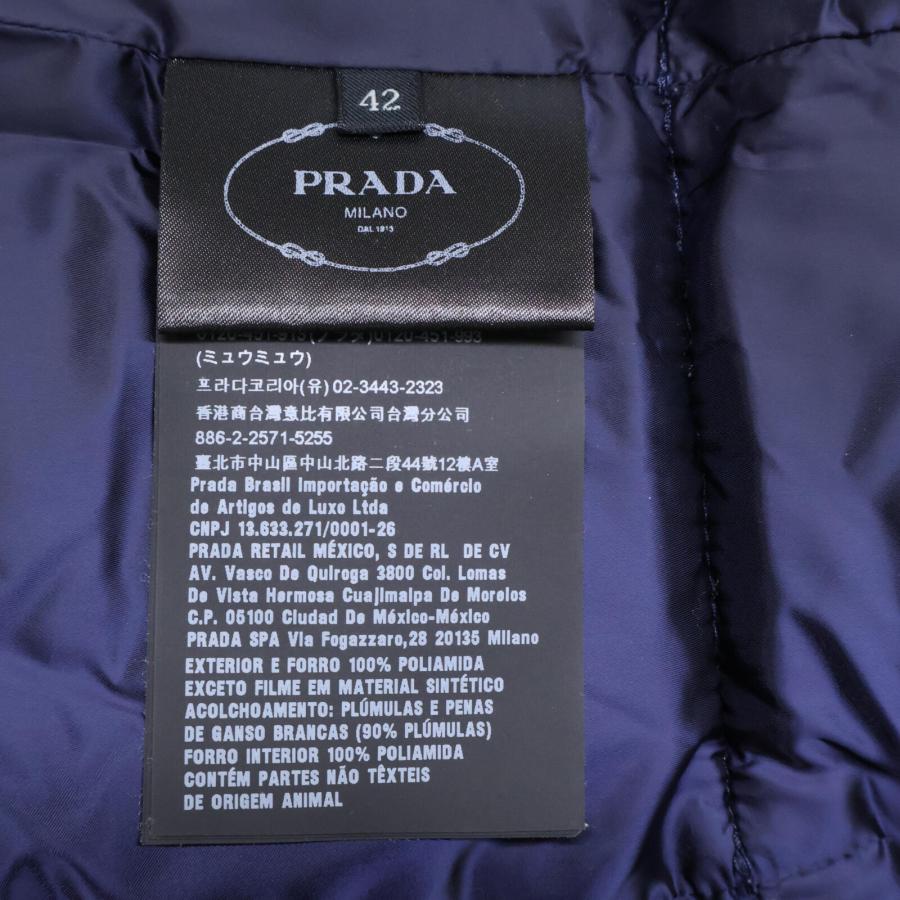 42
PRADA
MILANO
DAL 1913
(ミュウミュウ)
프라다코리아(유) 02-3443-2323
香港商台灣意比有限公司台灣分公司
886-2-2571-5255
臺北市中山區中山北路二段44號12樓A室
Prada Brasil Importação e Comércio
de Artigos de Luxo Ltda
CNPJ 13.633.271/0001-26
PRADA RETAIL MÉXICO, S DE RL DE CV
AV. Vasco De Quiroga 3800 Col. Lomas
De Vista Hermosa Cuajimalpa De Morelos
C.P. 05100 Ciudad De México-México
PRADA SPA Via Fogazzaro,28 20135 Milano
EXTERIOR E FORRO 100% POLIAMIDA
EXCETO FILME EM MATERIAL SINTÉTICO
ACOLCHOAMENTO: PLÚMULAS E PENAS
DE GANSO BRANCAS (90% PLÚMULAS)
FORRO INTERIOR 100% POLIAMIDA
CONTÉM PARTES NÃO TÊXTEIS
DE ORIGEM ANIMAL